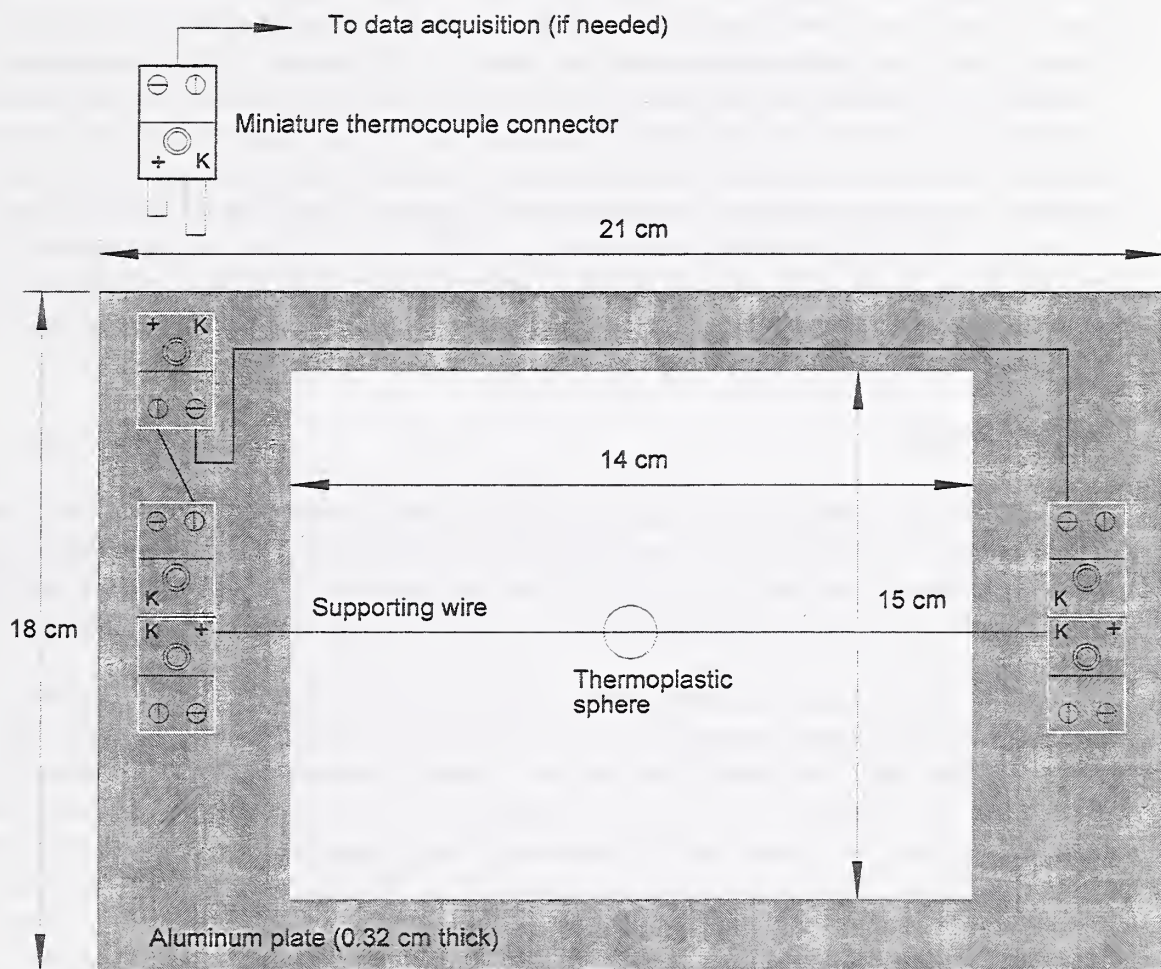 To data acquisition (if needed)
Miniature thermocouple connector
+ K
21 cm
+ K
14 cm
K
K
Supporting wire
15 cm
18 cm
K +
K +
Thermoplastic
sphere
Aluminum plate (0.32 cm thick)